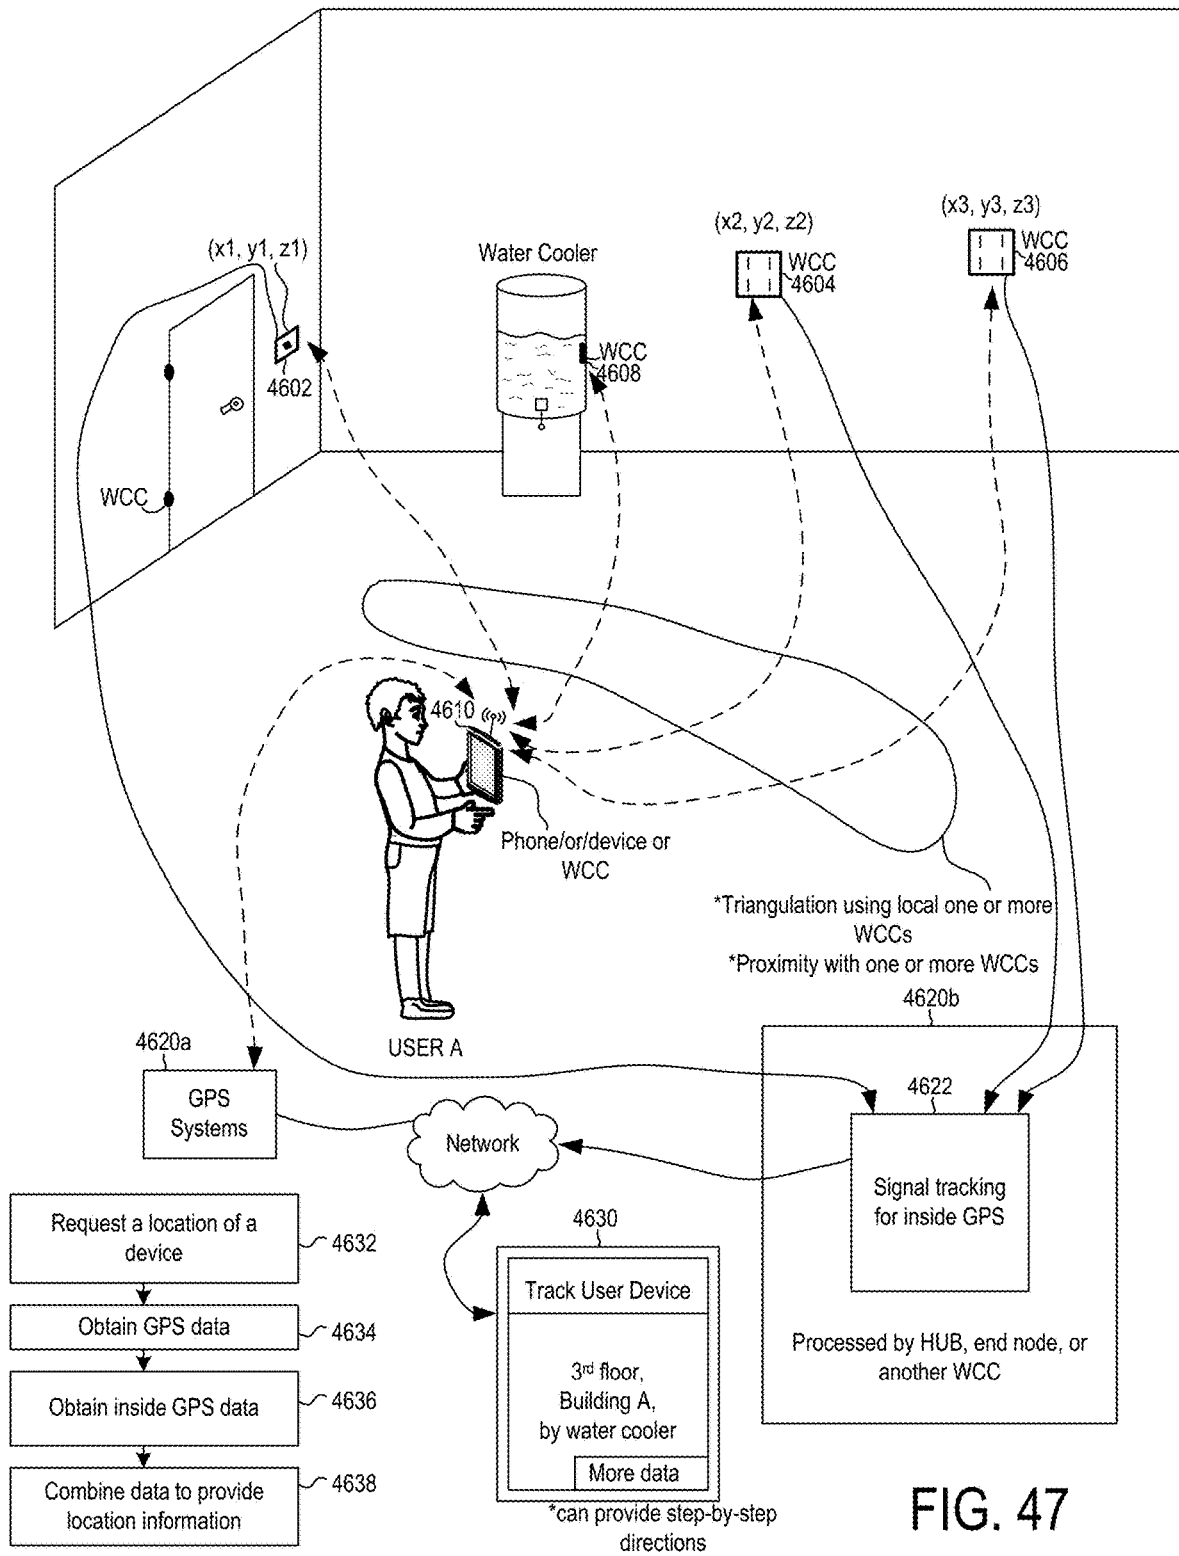 (x3, y3, z3)
(x2, y2, z2)
WCC
4606
(x1, y1, z1)
Water Cooler
WCC
4604
WCC
4608
4602
WCC
4610
Phone/or/device or
WCC
*Triangulation using local one or more
WCCs
*Proximity with one or more WCCs
4620b
USER A
4620a
GPS
Systems
4622
Network
Signal tracking
for inside GPS
Request a location of a
device
4632
4630
Track User Device
Obtain GPS data
4634
Processed by HUB, end node, or
another WCC
3rd floor,
Building A,
by water cooler
Obtain inside GPS data
4636
More data
Combine data to provide
location information
4638
*can provide step-by-step
directions
FIG. 47